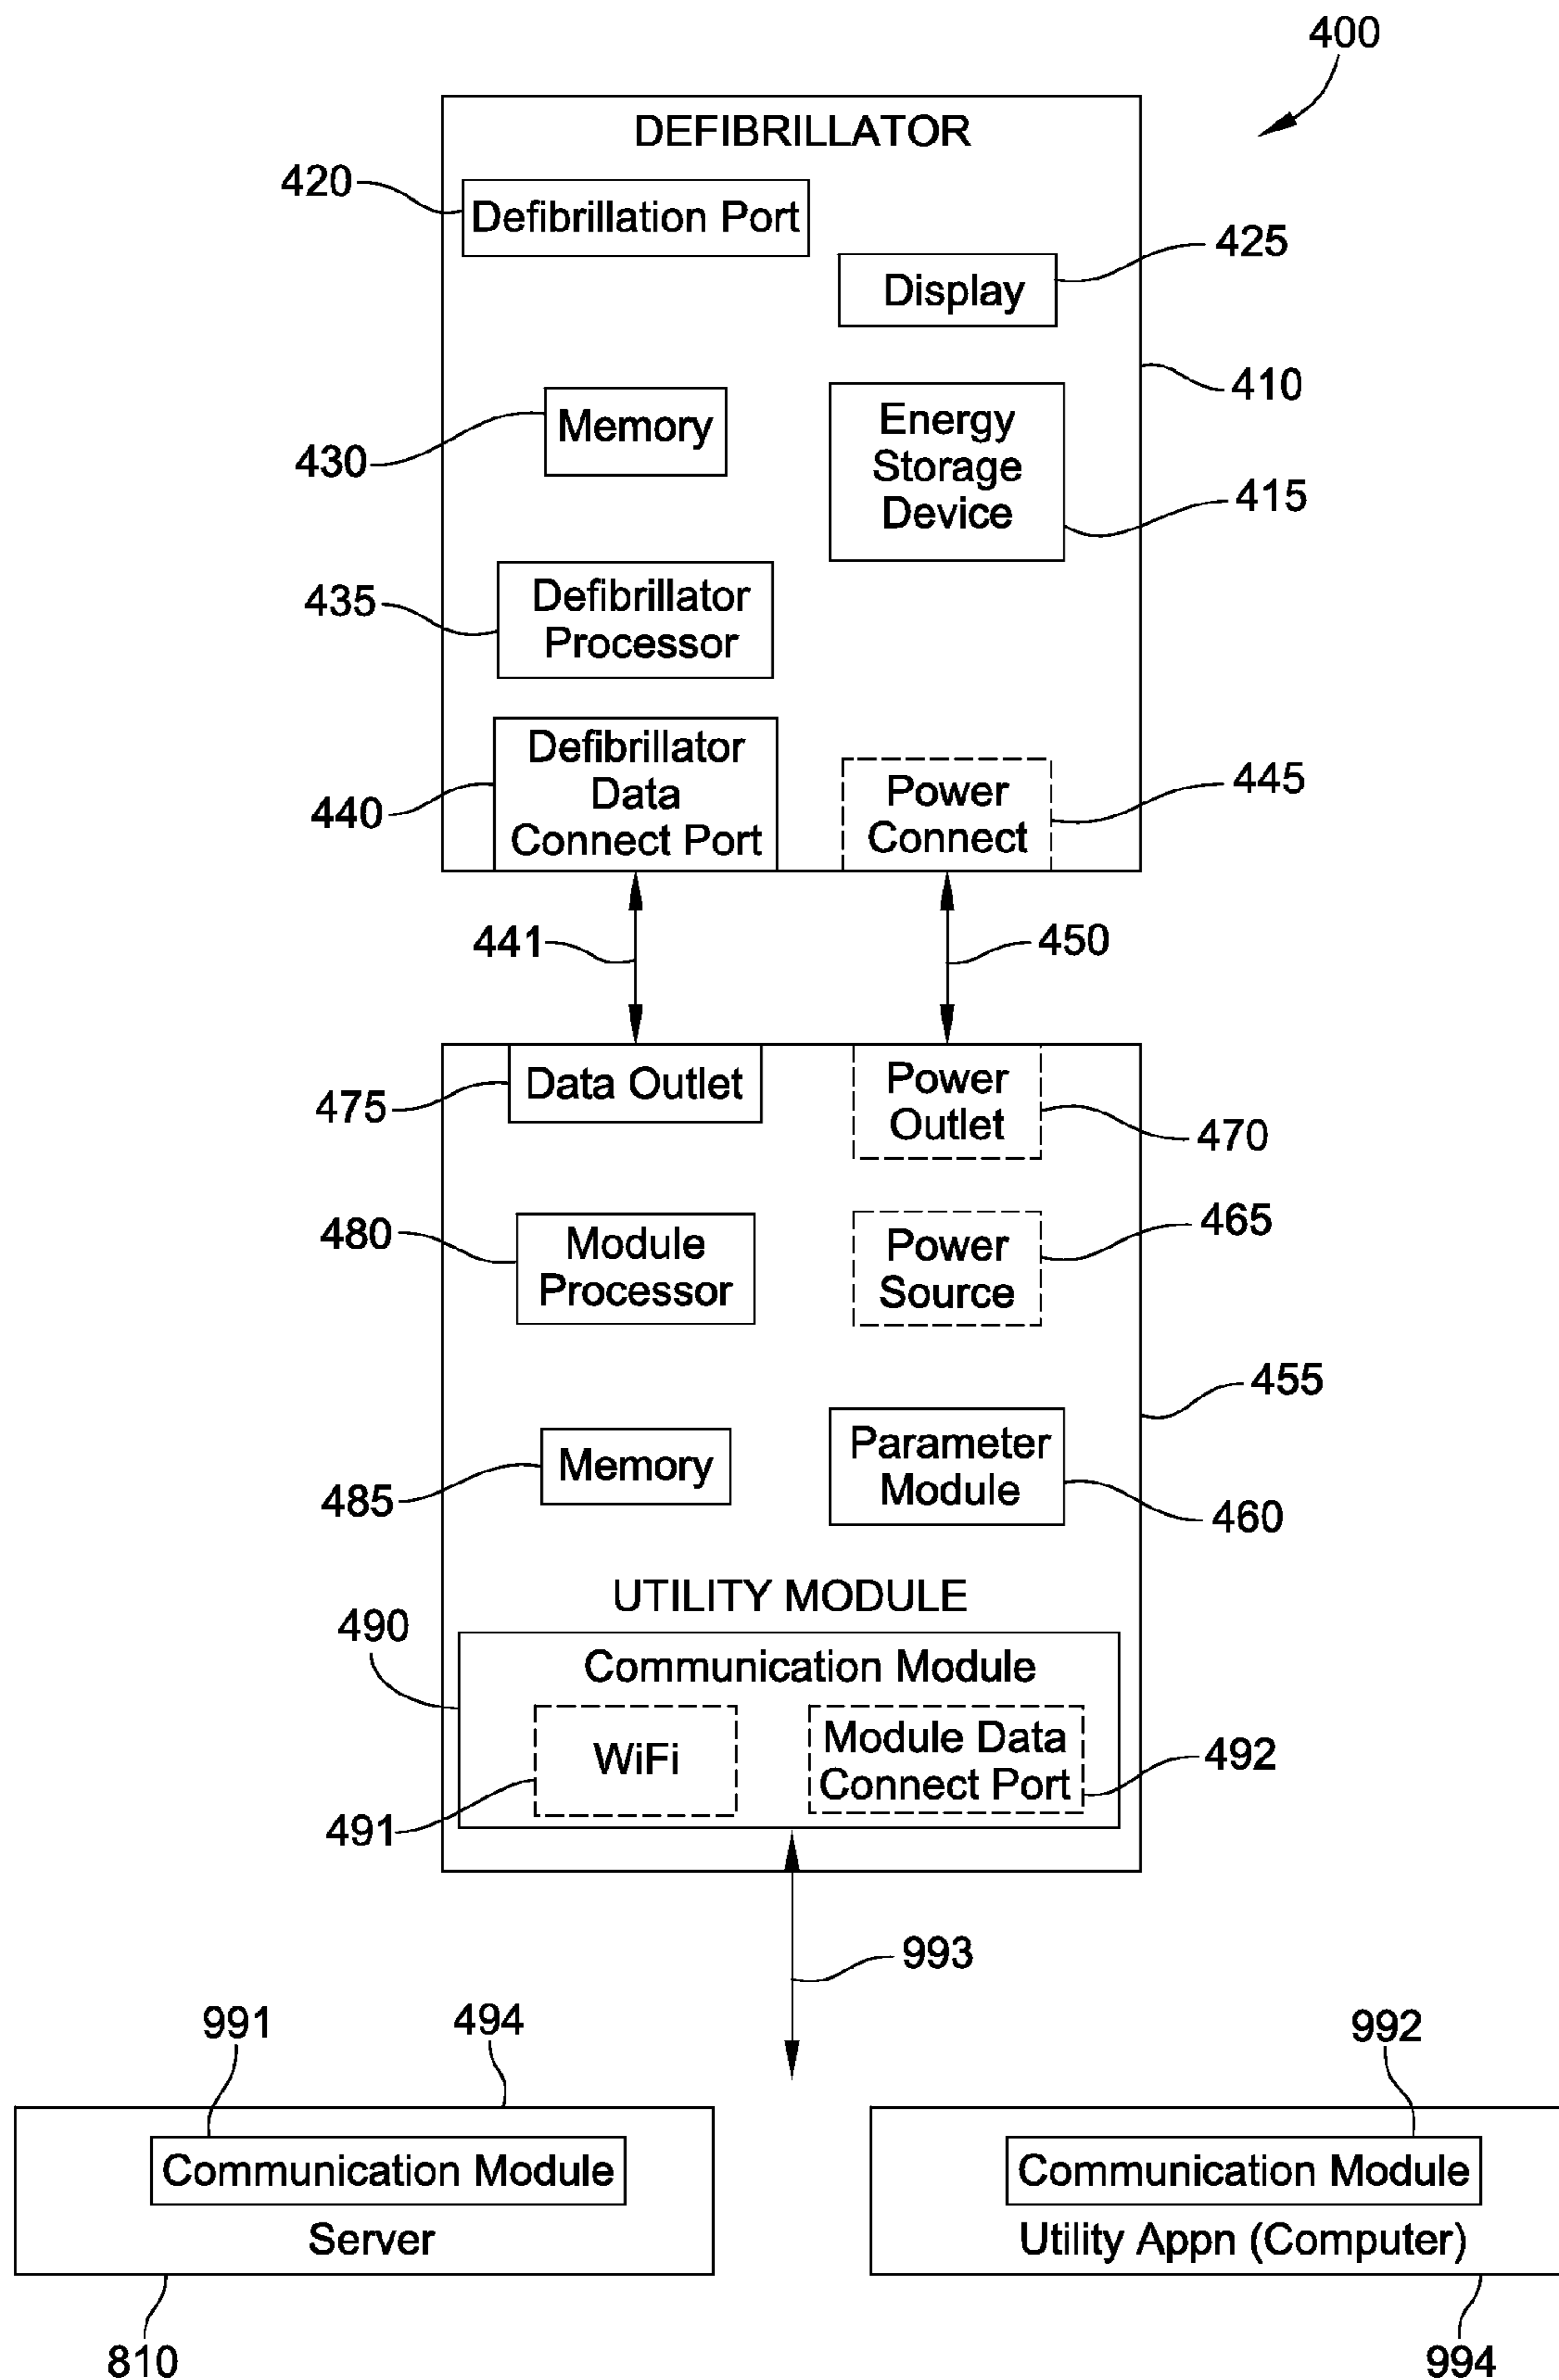 400
DEFIBRILLATOR
420
Defibrillation Port
425
Display
410
430
Memory
Energy
Storage
Device
415
435
Defibrillator
Processor
440
Defibrillator
Data
Connect Port
Power
Connect
445
441
450
475
Data Outlet
Power
Outlet
470
480
Module
Processor
Power
Source
465
455
485
Memory
Parameter
Module
460
UTILITY MODULE
490
Communication Module
WiFi
Module Data
Connect Port
492
491
993
991
494
992
Communication Module
Server
Communication Module
Utility Appn (Computer)
810
994